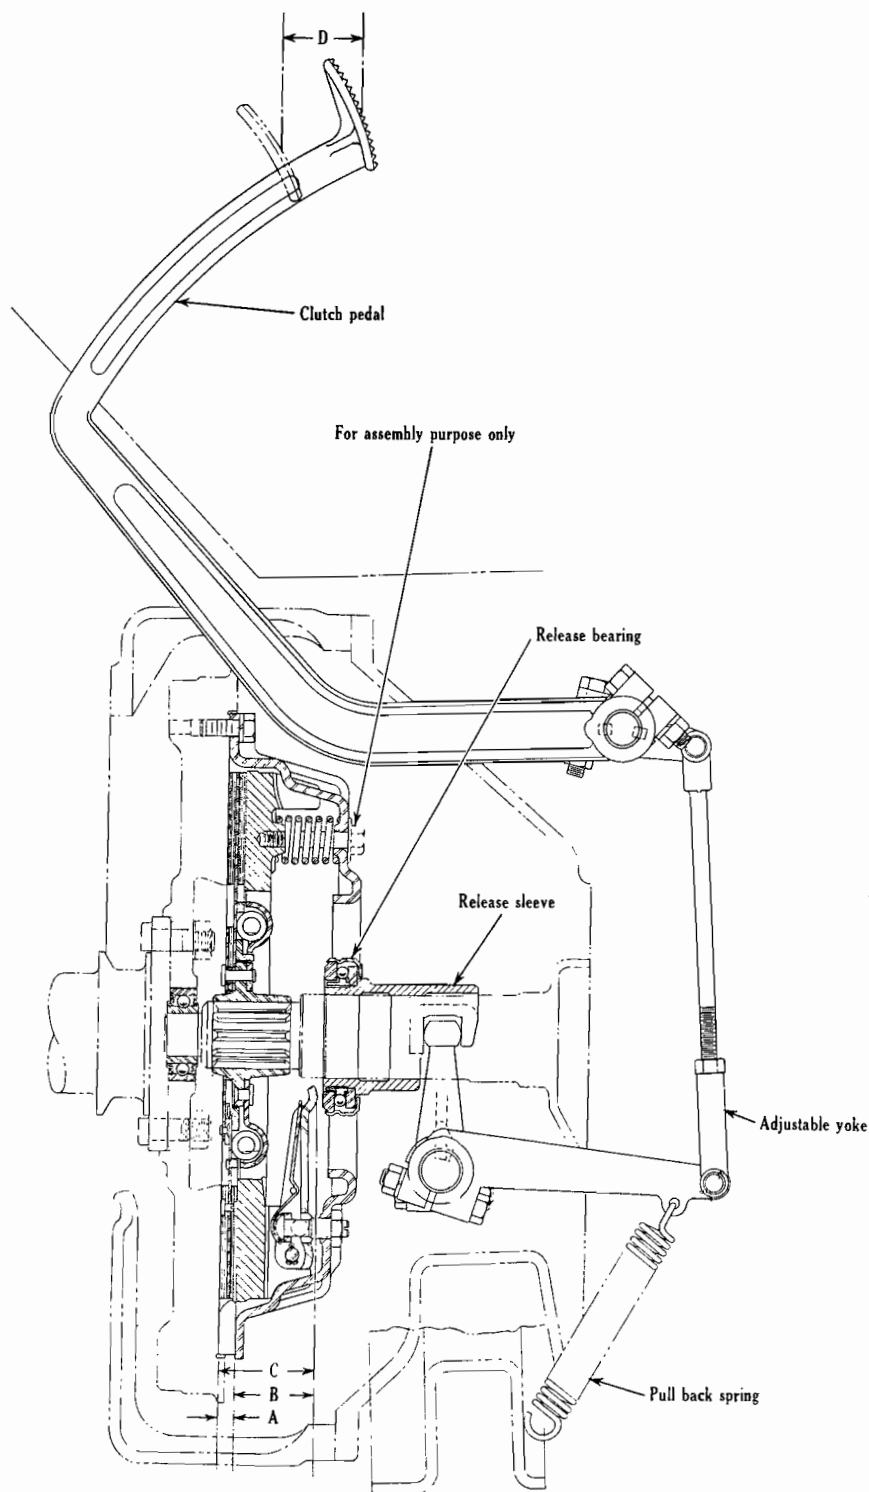 D
Clutch pedal
For assembly purpose only
Release bearing
Release sleeve
Adjustable yoke
C
B
Pull back spring
A